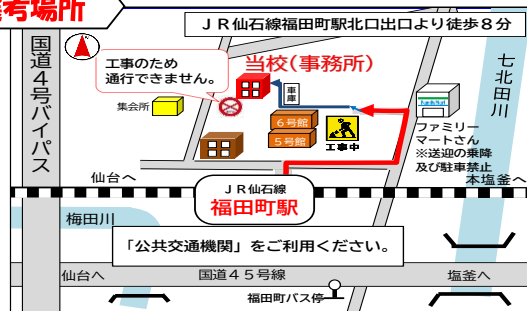 考場所
JR仙石線福田町駅北口出口より徒歩8分
国道4号バイパス
工事のため
通行できません。
当校(事務所)
車庫
集会所
6号館
5号館
工事中
FamilyMart
ファミリー
マートさん
※送迎の乗降
及び駐車禁止
七北田川
仙台へ
本塩釜へ
JR仙石線
福田町駅
梅田川
「公共交通機関」をご利用ください。
仙台へ
国道45号線
塩釜へ
福田町バス停